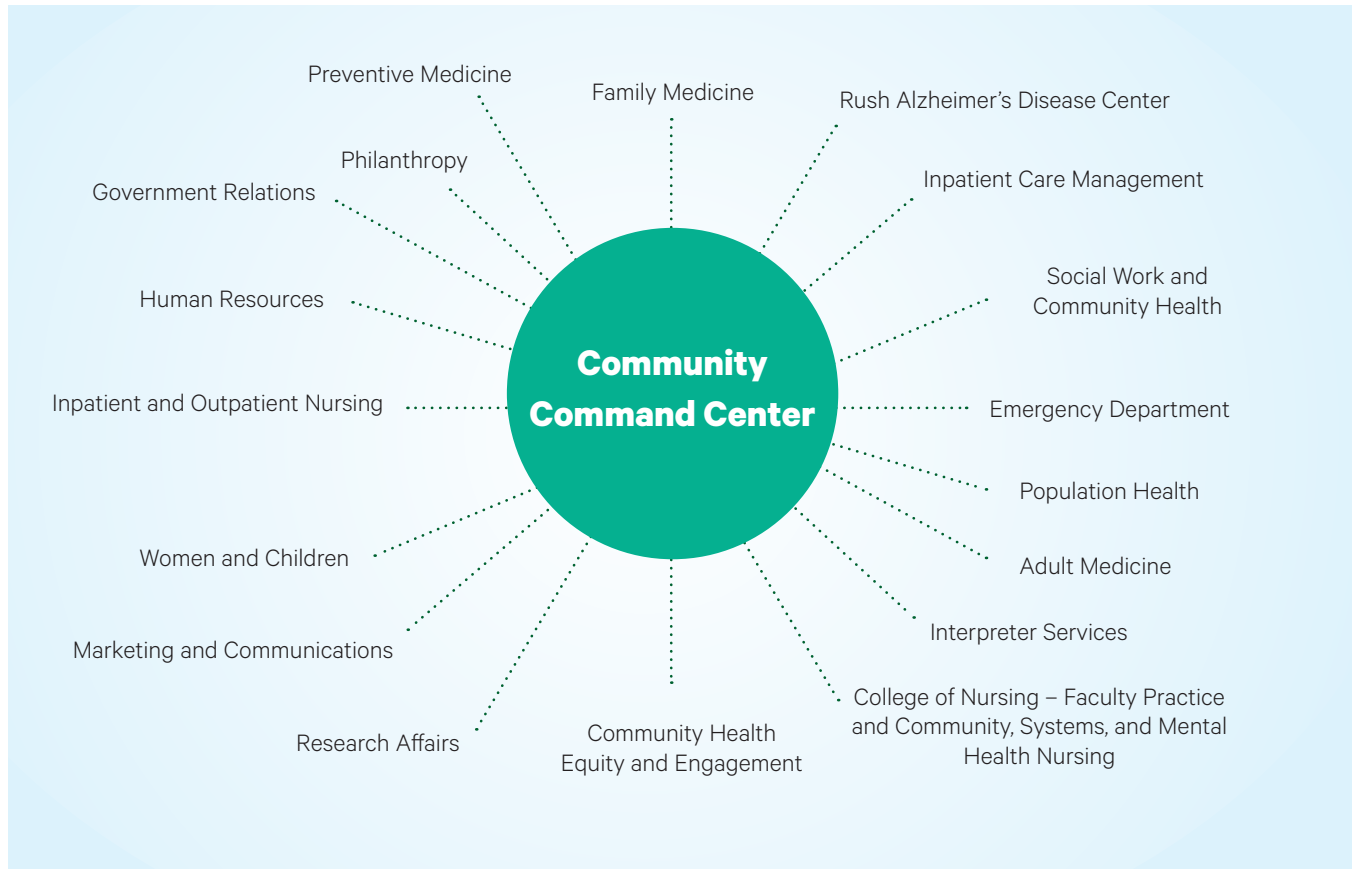 Preventive Medicine
Family Medicine
Rush Alzheimer’s Disease Center
Philanthropy
Inpatient Care Management
Government Relations
Social Work and
Community Health
Human Resources
Community
Command Center
Inpatient and Outpatient Nursing
Emergency Department
Population Health
Women and Children
Adult Medicine
Interpreter Services
Marketing and Communications
College of Nursing – Faculty Practice
and Community, Systems, and Mental
Health Nursing
Research Affairs
Community Health
Equity and Engagement